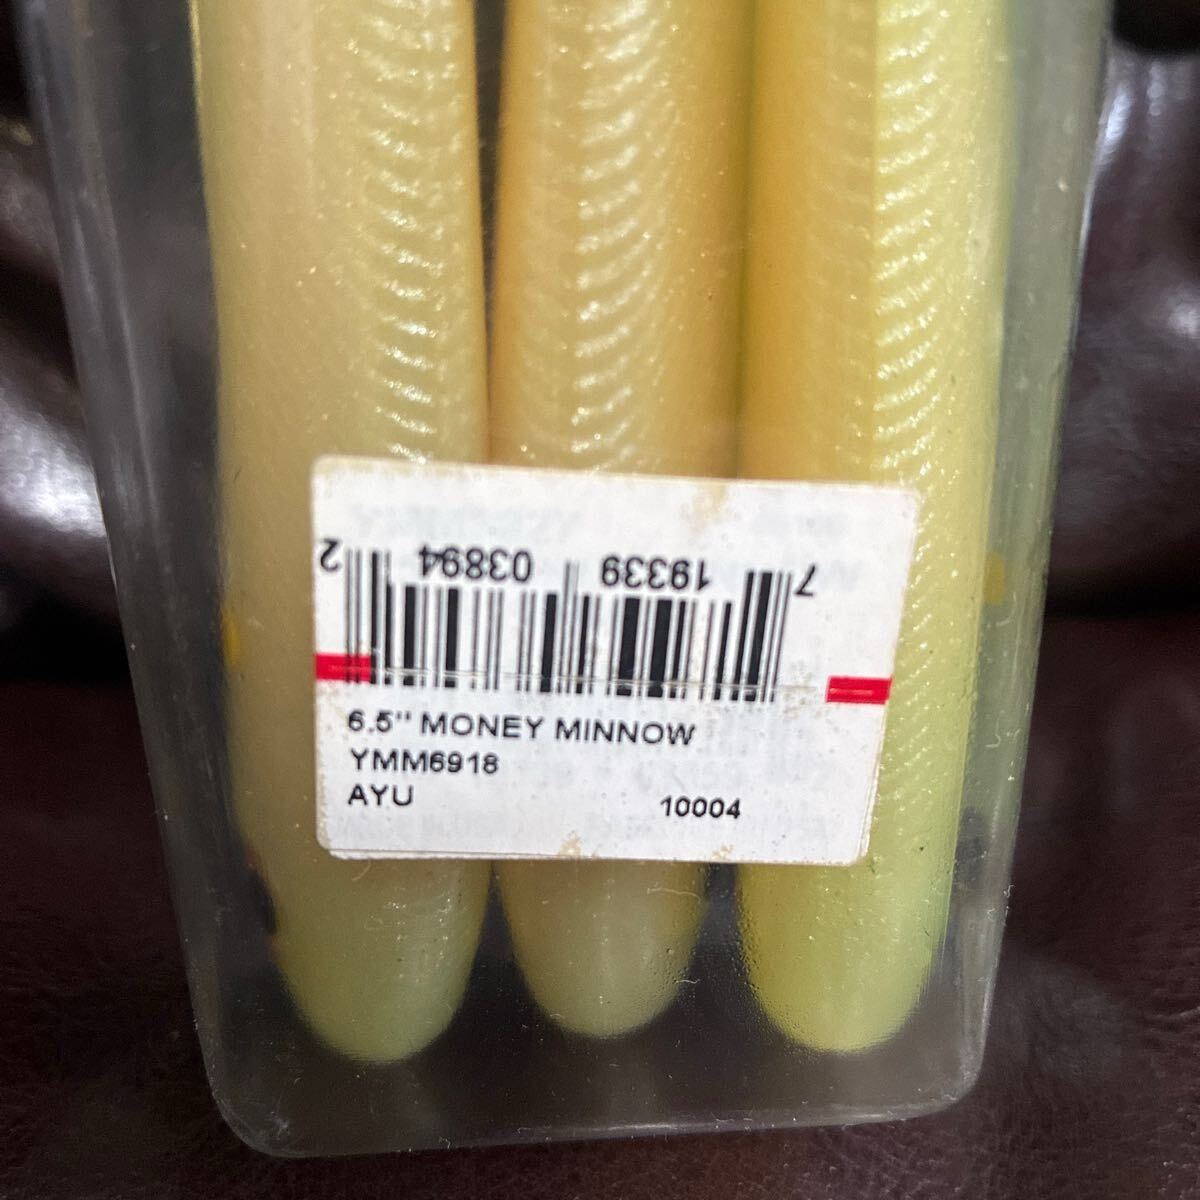 7 19339 03894 2
6.5" MONEY MINNOW
YMM6918
AYU 10004